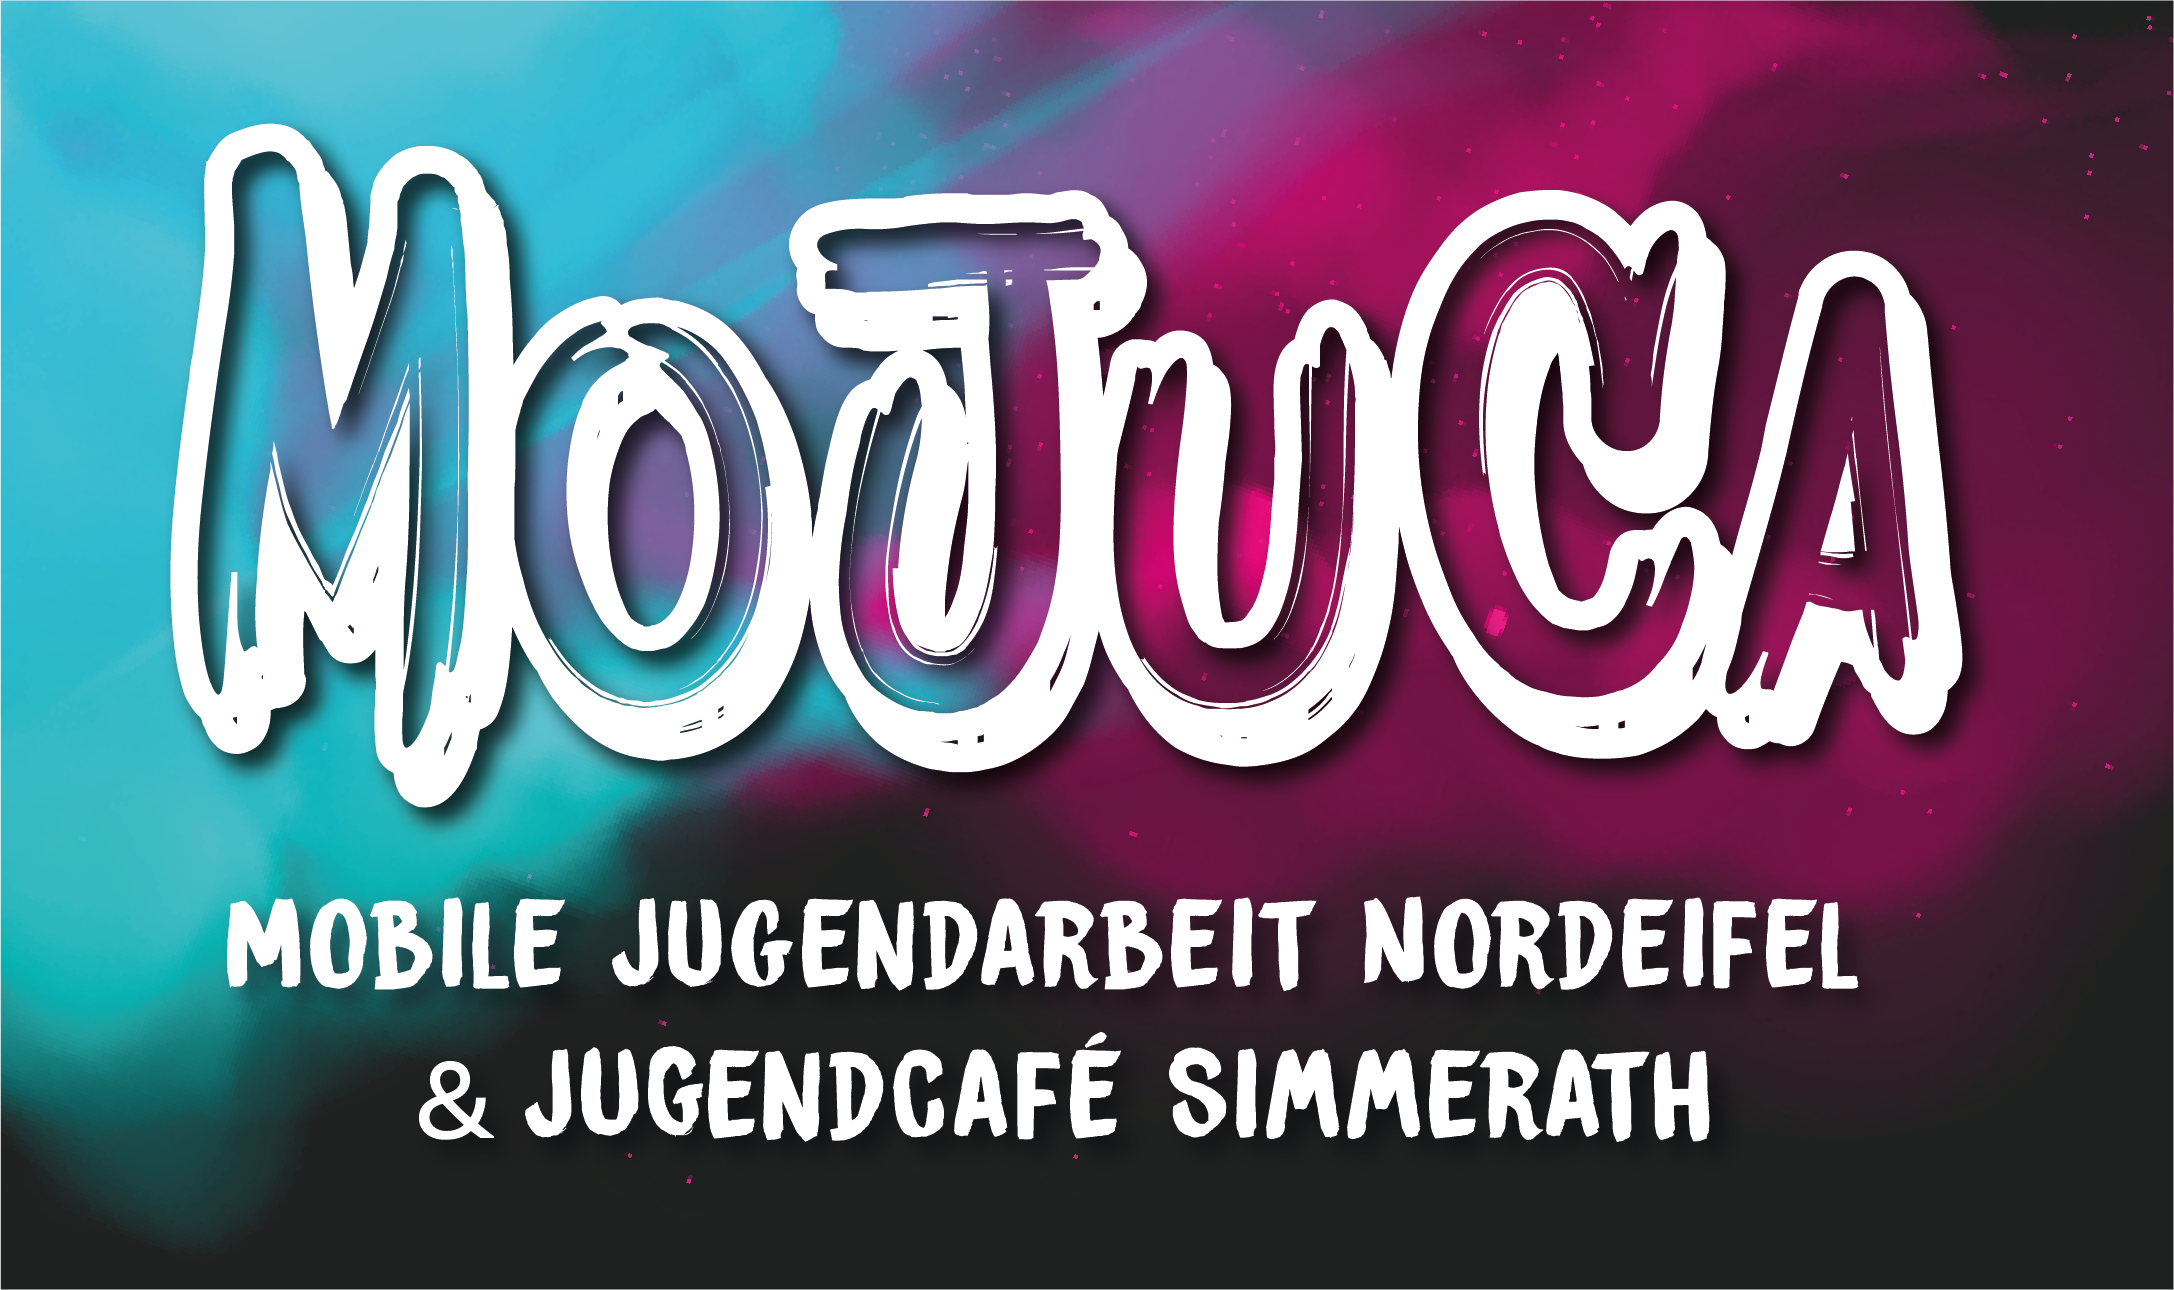 MOJUCA
MOBILE JUGENDARBEIT NORDEIFEL
& JUGENDCAFÉ SIMMERATH